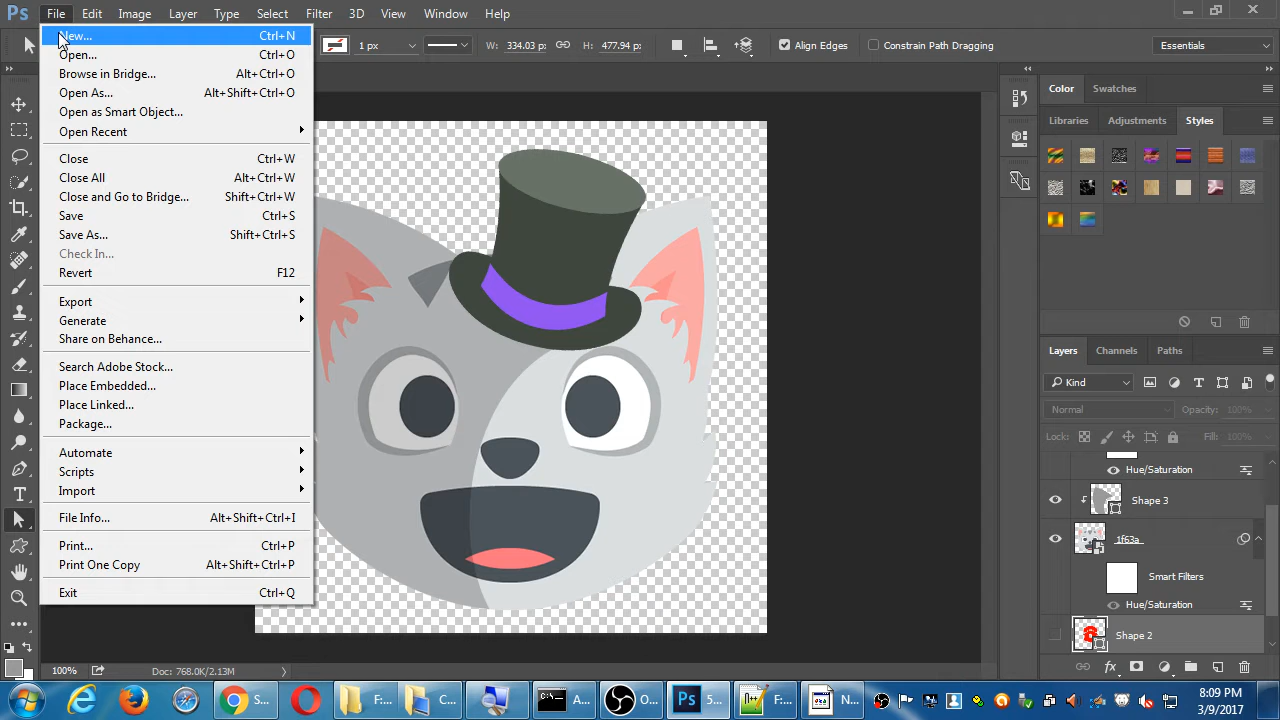 Ps File Edit Image Layer Type Select Filter 3D View Window Help
1 px W: 334.03 px H: 477.94 px Align Edges Constrain Path Dragging Essentials
New... Ctrl+N
Open... Ctrl+O
Browse in Bridge... Alt+Ctrl+O
Open As... Alt+Shift+Ctrl+O
Open as Smart Object...
Open Recent
Close Ctrl+W
Close All Alt+Ctrl+W
Close and Go to Bridge... Shift+Ctrl+W
Save Ctrl+S
Save As... Shift+Ctrl+S
Check In...
Revert F12
Export
Generate
Share on Behance...
Search Adobe Stock...
Place Embedded...
Place Linked...
Package...
Automate
Scripts
Import
File Info... Alt+Shift+Ctrl+I
Print... Ctrl+P
Print One Copy Alt+Shift+Ctrl+P
Exit Ctrl+Q
Color Swatches
Libraries Adjustments Styles
Layers Channels Paths
Kind
Normal Opacity: 100%
Lock: Fill: 100%
Hue/Saturation
Shape 3
1f63a
Smart Filters
Hue/Saturation
Shape 2
100% Doc: 768.0K/2.13M
S... F:... C... A... O... Ps 5... F:... N...
8:09 PM
3/9/2017